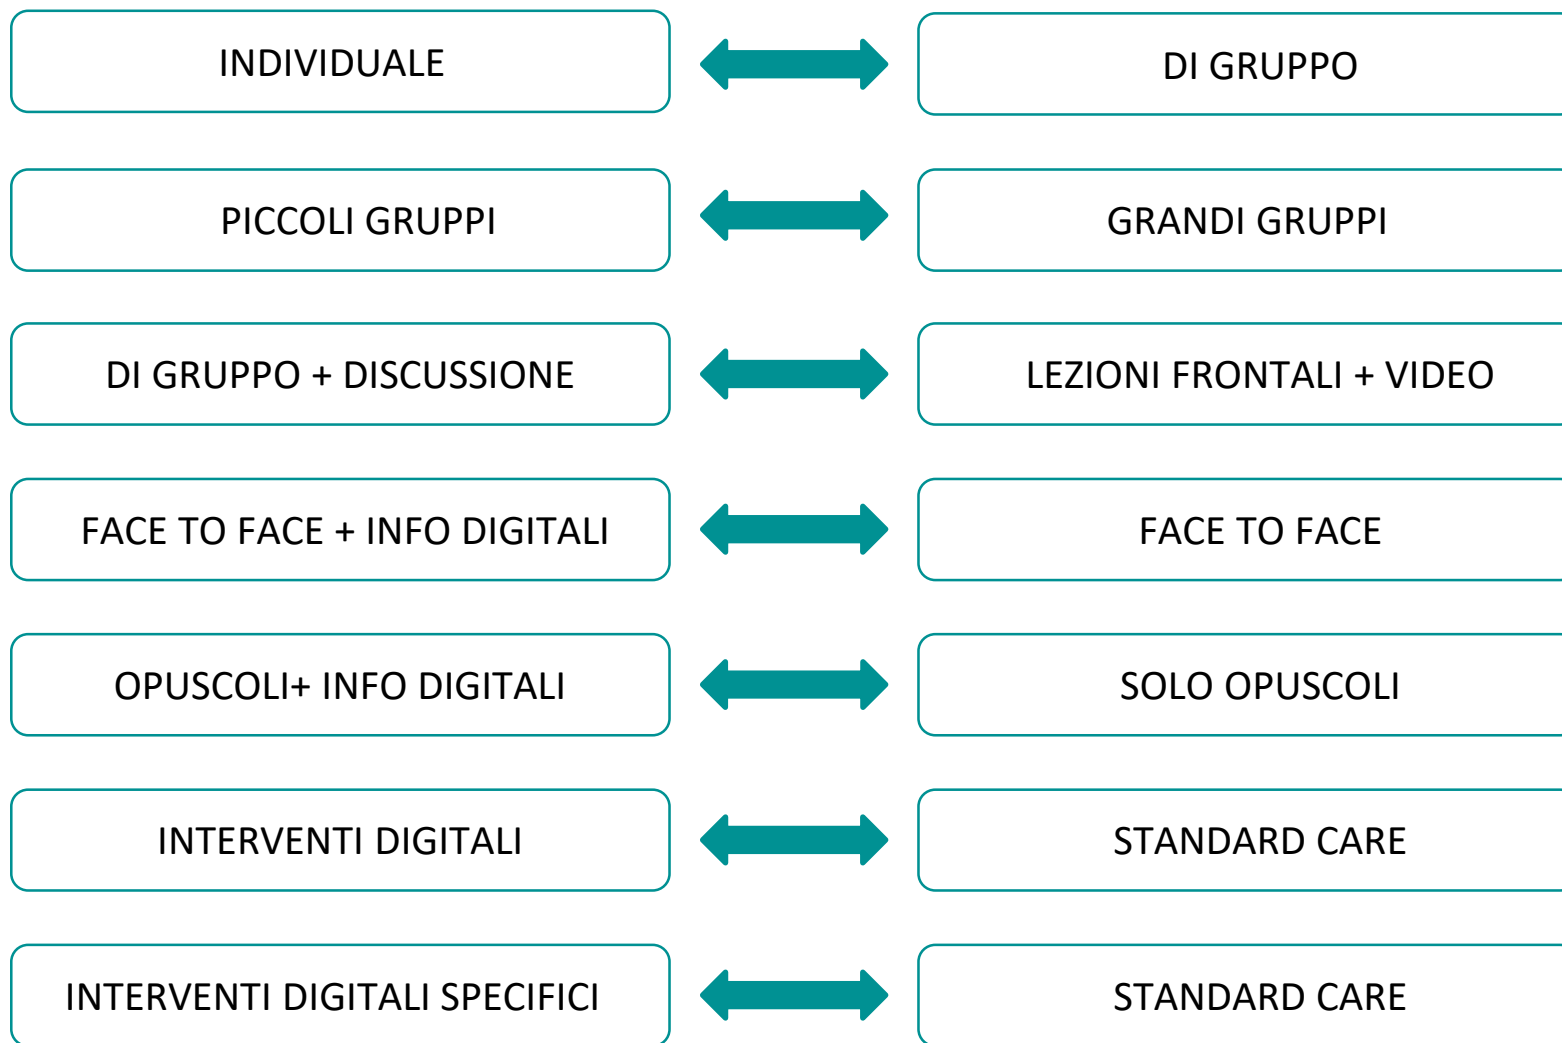 INDIVIDUALE
DI GRUPPO
PICCOLI GRUPPI
GRANDI GRUPPI
DI GRUPPO + DISCUSSIONE
LEZIONI FRONTALI + VIDEO
FACE TO FACE + INFO DIGITALI
FACE TO FACE
OPUSCOLI+ INFO DIGITALI
SOLO OPUSCOLI
INTERVENTI DIGITALI
STANDARD CARE
INTERVENTI DIGITALI SPECIFICI
STANDARD CARE